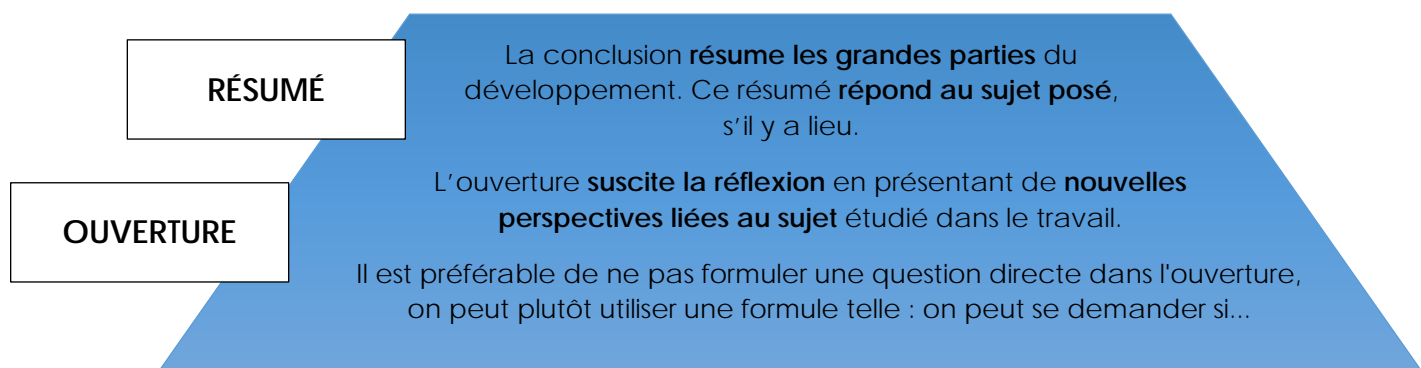 RÉSUMÉ
La conclusion résume les grandes parties du
développement. Ce résumé répond au sujet posé,
s’il y a lieu.
OUVERTURE
L’ouverture suscite la réflexion en présentant de nouvelles
perspectives liées au sujet étudié dans le travail.
Il est préférable de ne pas formuler une question directe dans l'ouverture,
on peut plutôt utiliser une formule telle : on peut se demander si...